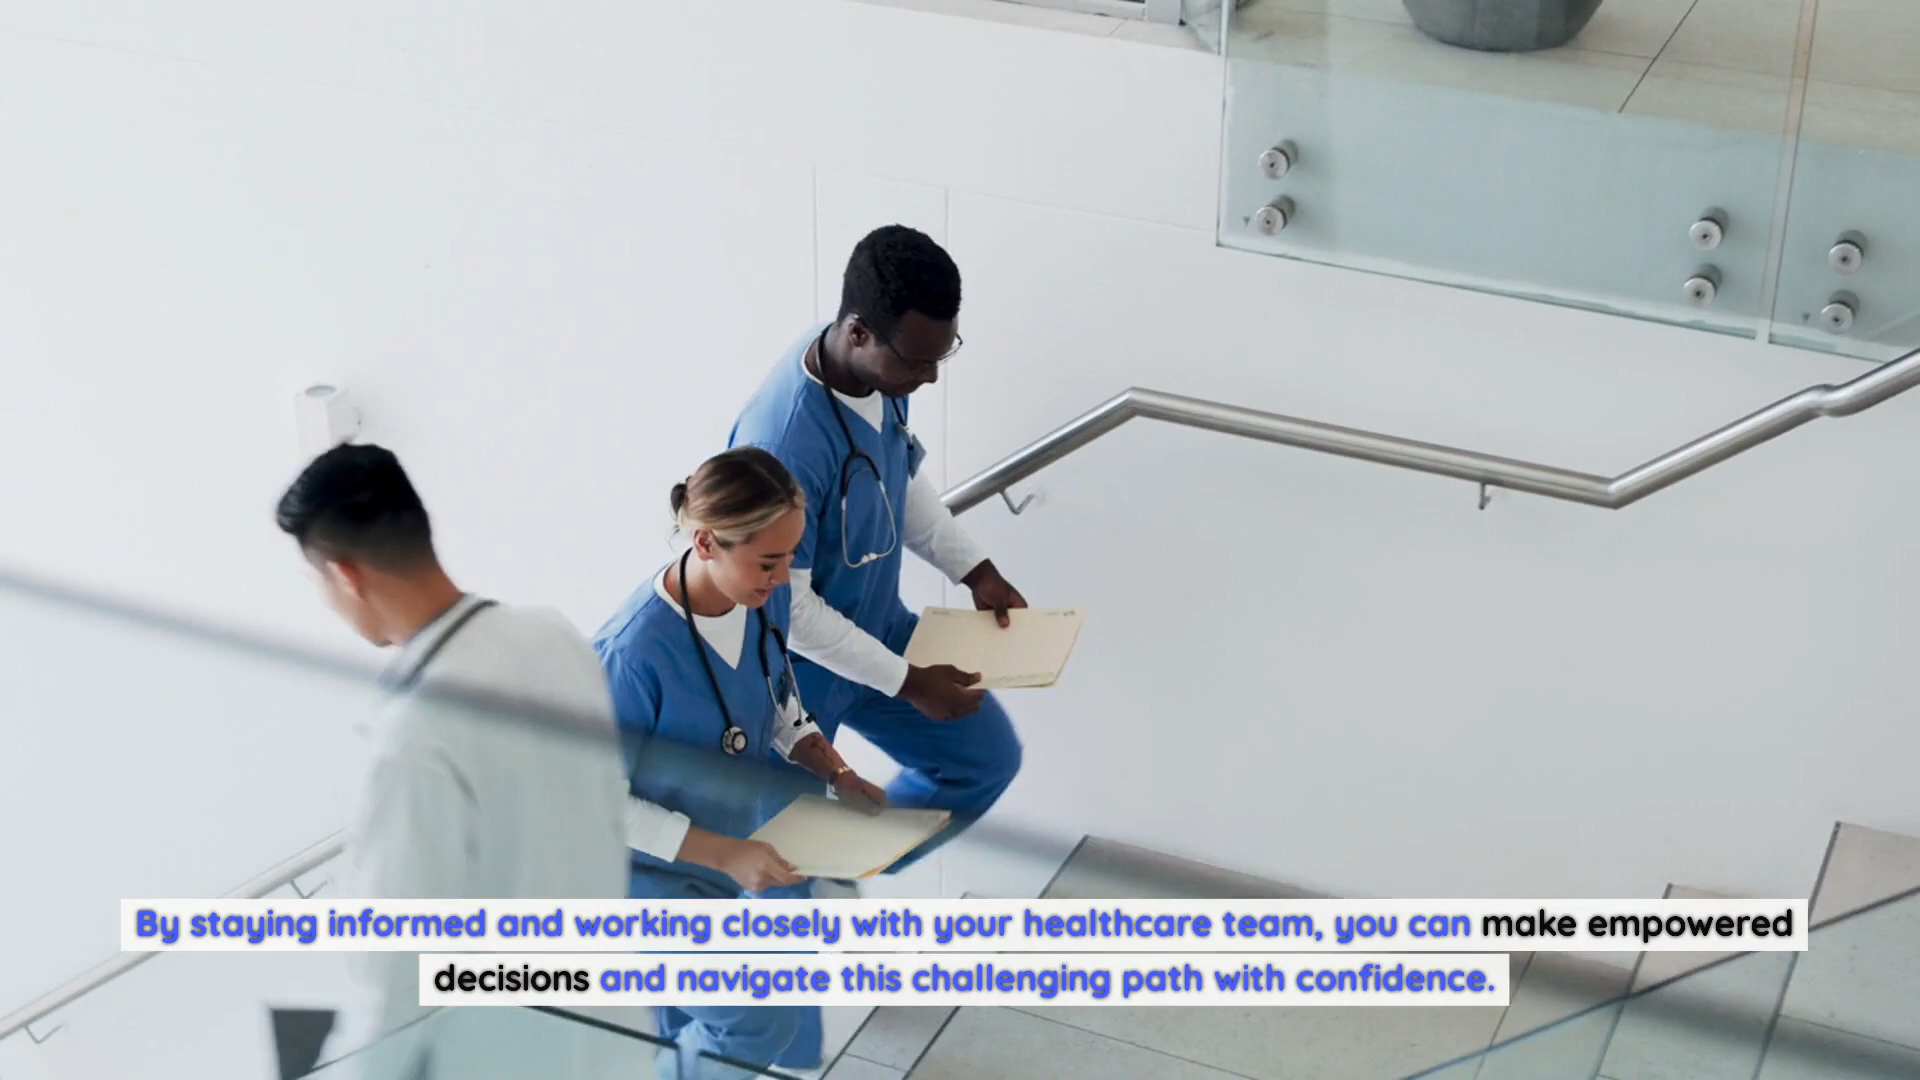 By staying informed and working closely with your healthcare team, you can make empowered
decisions and navigate this challenging path with confidence.